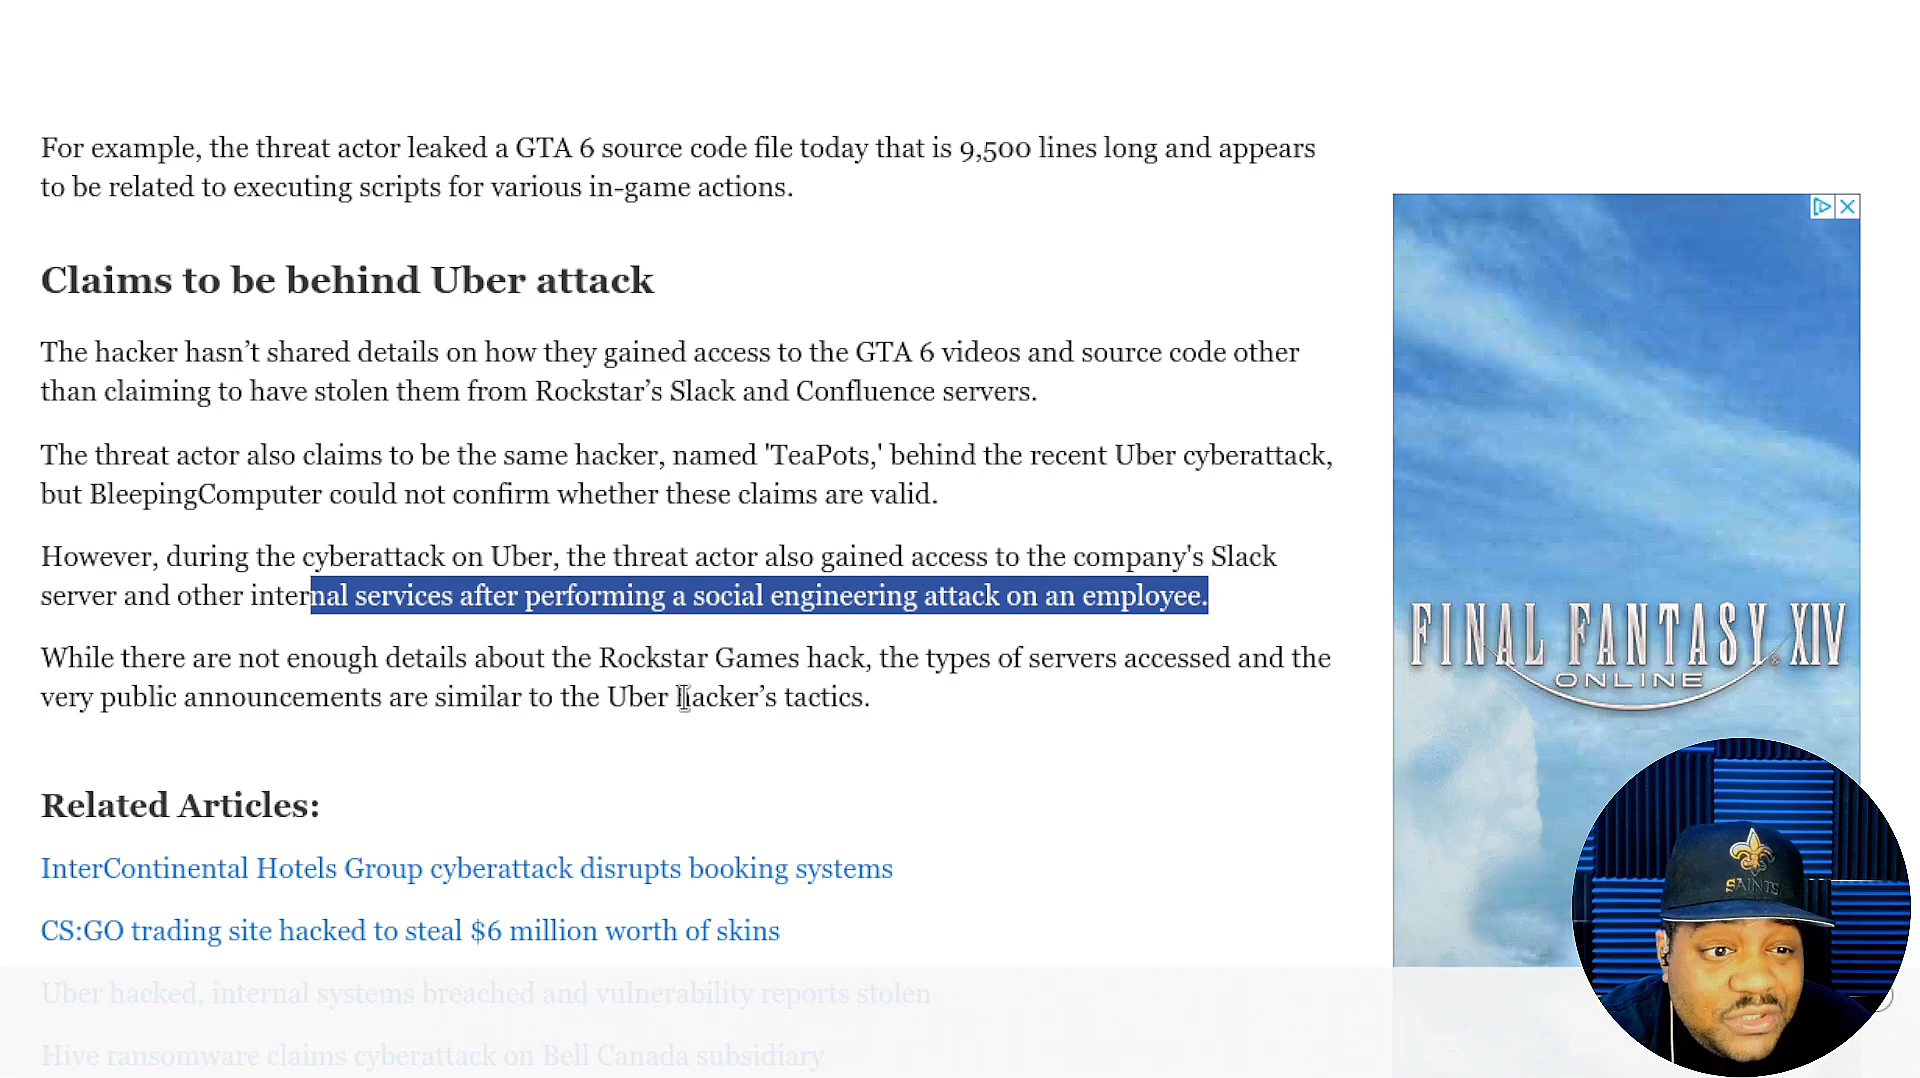 For example, the threat actor leaked a GTA 6 source code file today that is 9,500 lines long and appears
to be related to executing scripts for various in-game actions.
Claims to be behind Uber attack
The hacker hasn’t shared details on how they gained access to the GTA 6 videos and source code other
than claiming to have stolen them from Rockstar’s Slack and Confluence servers.
The threat actor also claims to be the same hacker, named 'TeaPots,' behind the recent Uber cyberattack,
but BleepingComputer could not confirm whether these claims are valid.
However, during the cyberattack on Uber, the threat actor also gained access to the company's Slack
server and other internal services after performing a social engineering attack on an employee.
While there are not enough details about the Rockstar Games hack, the types of servers accessed and the
very public announcements are similar to the Uber hacker’s tactics.
Related Articles:
InterContinental Hotels Group cyberattack disrupts booking systems
CS:GO trading site hacked to steal $6 million worth of skins
Uber hacked, internal systems breached and vulnerability reports stolen
Hive ransomware claims cyberattack on Bell Canada subsidiary
FINAL FANTASY XIV
ONLINE
SAINTS